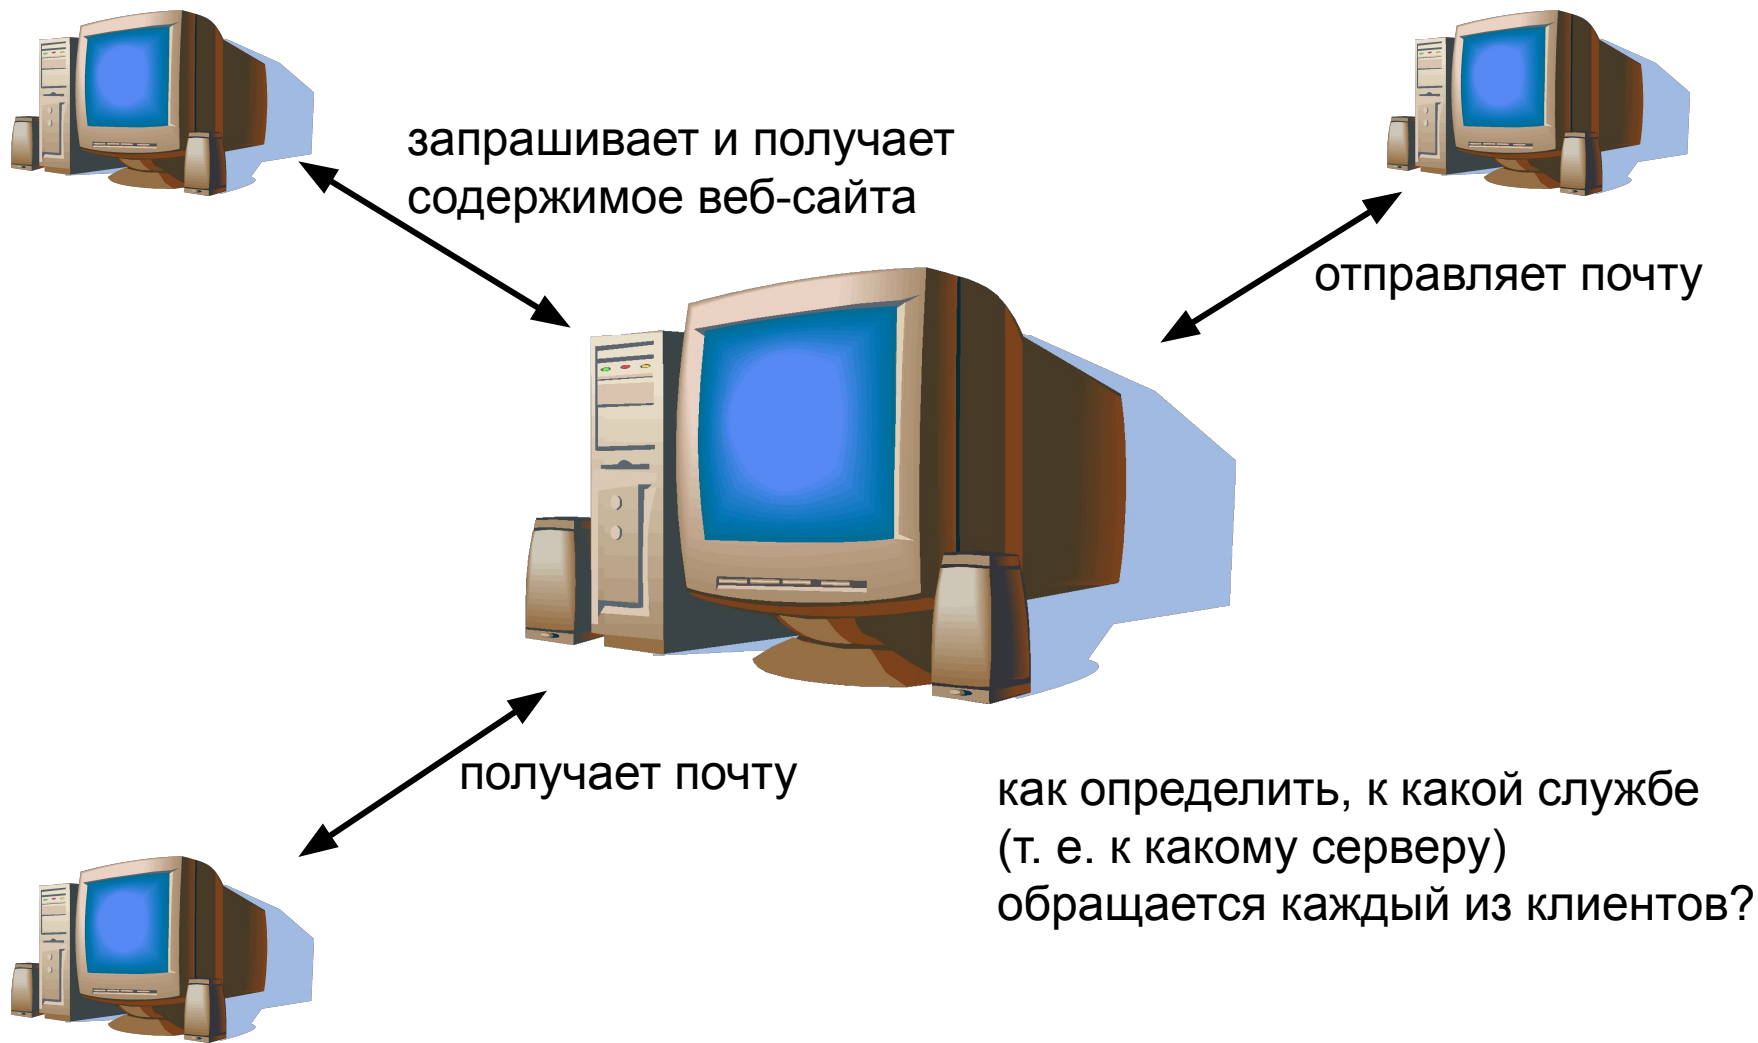 запрашивает и получает
содержимое веб-сайта
отправляет почту
получает почту
как определить, к какой службе
(т. е. к какому серверу)
обращается каждый из клиентов?